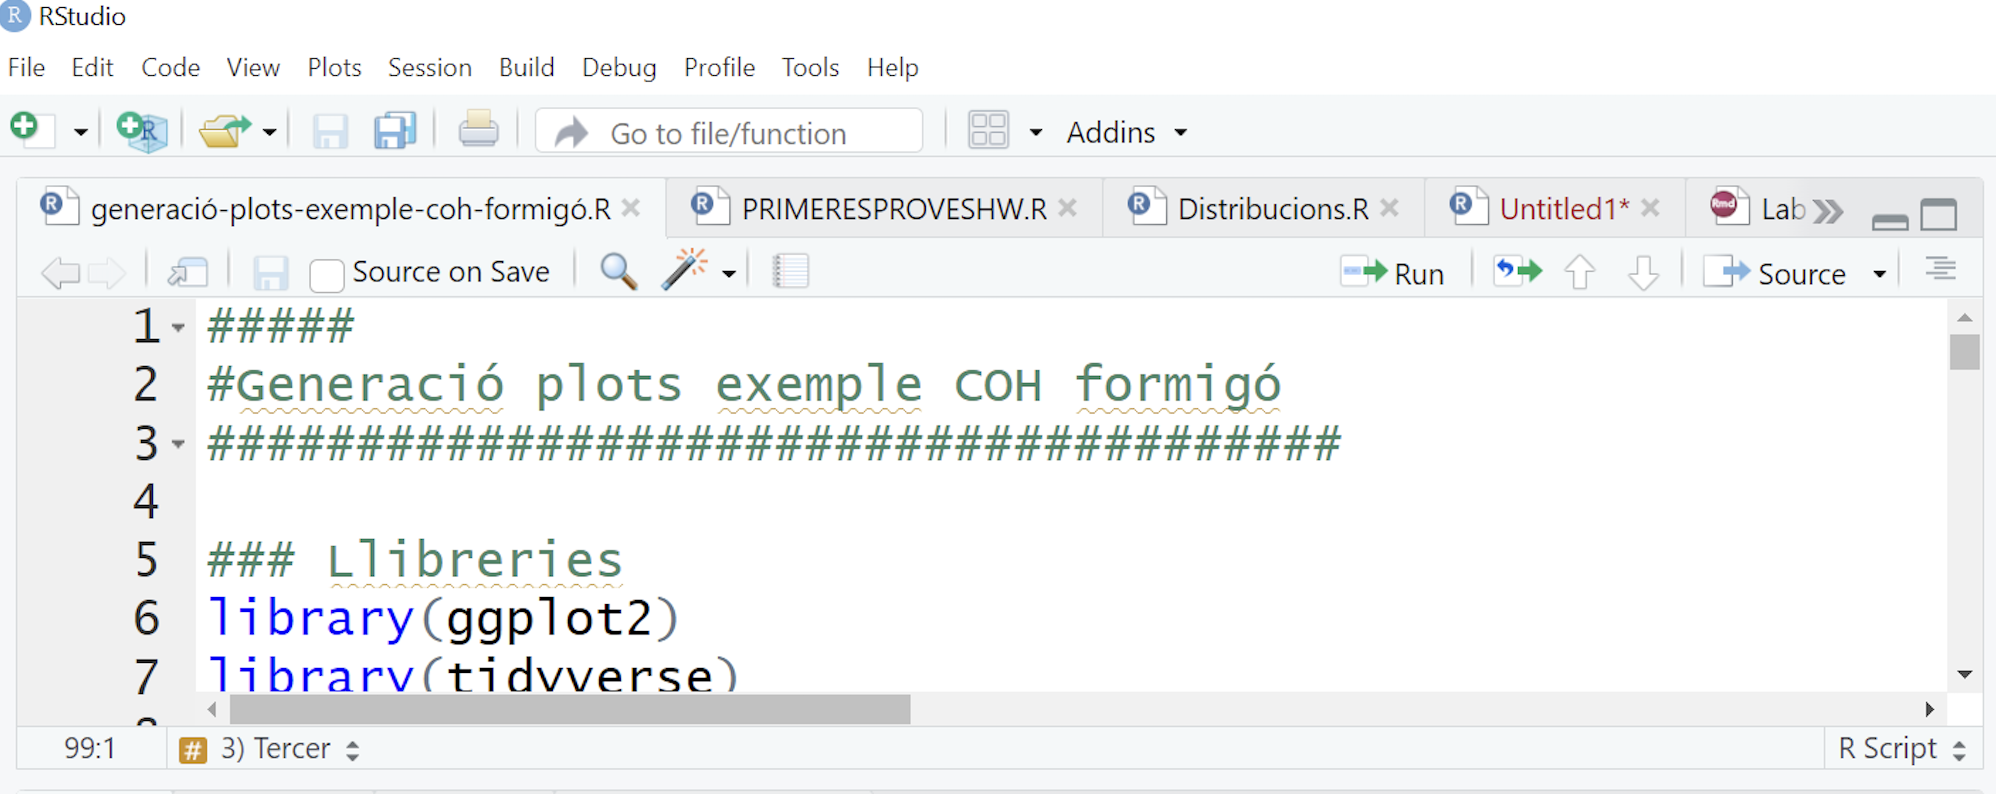 RStudio
File Edit Code View Plots Session Build Debug Profile Tools Help
Go to file/function Addins
generació-plots-exemple-coh-formigó.R PRIMERESPROVESHW.R Distribucions.R Untitled1* Lab
Source on Save Run Source
1 #####
2 #Generació plots exemple COH formigó
3 ######################################
4
5 ### Llibreries
6 library(ggplot2)
7 library(tidyverse)
99:1 # 3) Tercer R Script